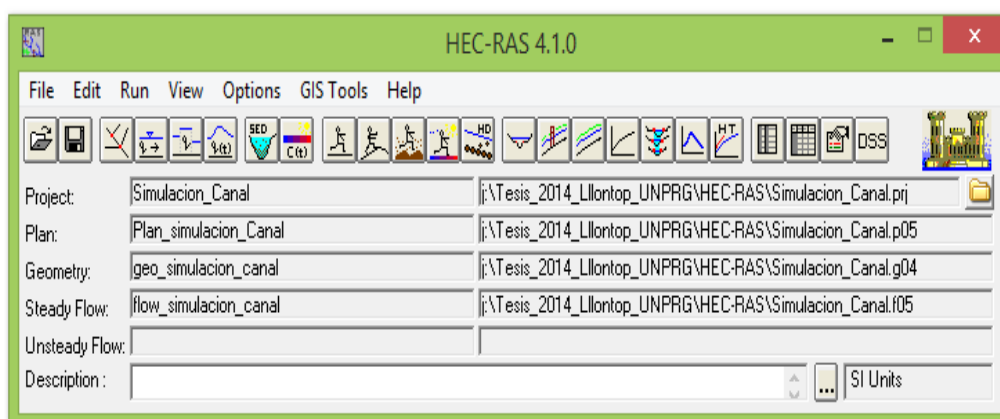 HEC-RAS 4.1.0
File Edit Run View Options GIS Tools Help
SED C(t) HD HT DSS
Project: Simulacion_Canal j:\Tesis_2014_Lllontop_UNPRG\HEC-RAS\Simulacion_Canal.prj
Plan: Plan_simulacion_Canal j:\Tesis_2014_Lllontop_UNPRG\HEC-RAS\Simulacion_Canal.p05
Geometry: geo_simulacion_canal j:\Tesis_2014_Lllontop_UNPRG\HEC-RAS\Simulacion_Canal.g04
Steady Flow: flow_simulacion_canal j:\Tesis_2014_Lllontop_UNPRG\HEC-RAS\Simulacion_Canal.f05
Unsteady Flow:
Description : ... SI Units